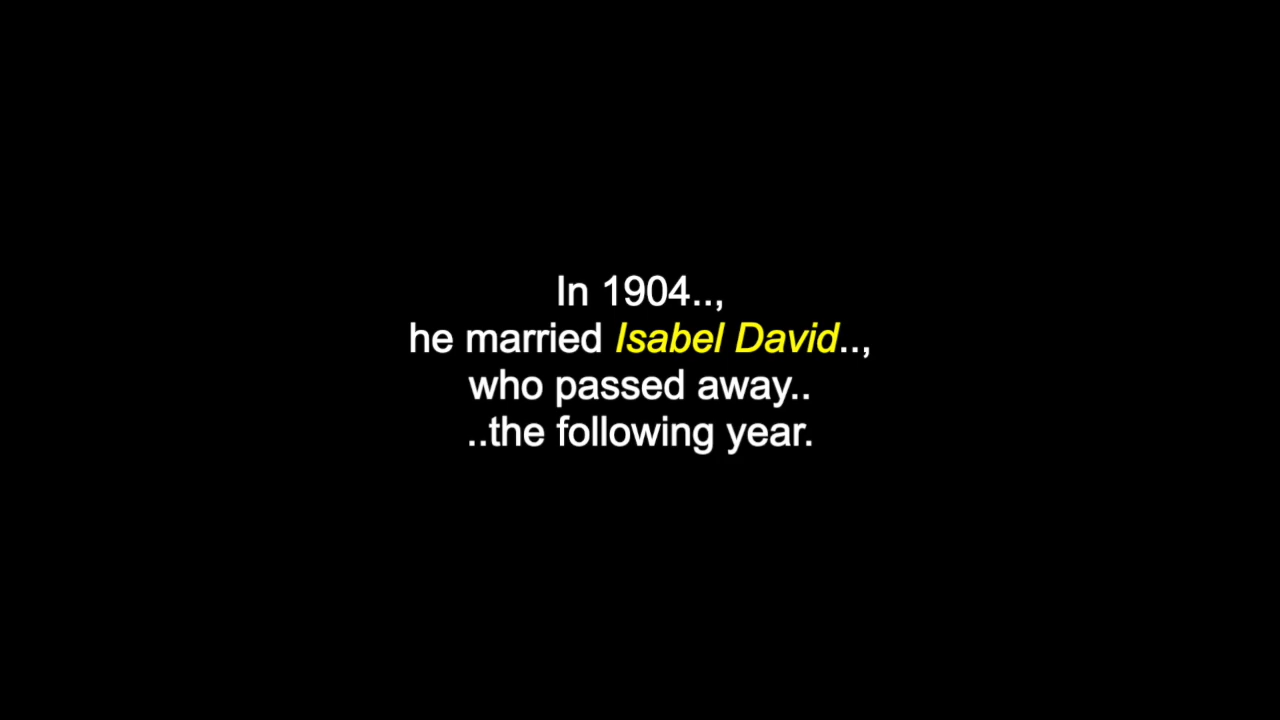 In 1904..,
he married Isabel David..,
who passed away..
..the following year.